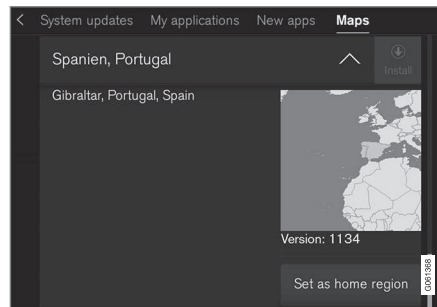 System updates My applications New apps Maps
Spanien, Portugal
Install
Gibraltar, Portugal, Spain
Version: 1134
Set as home region
G061368